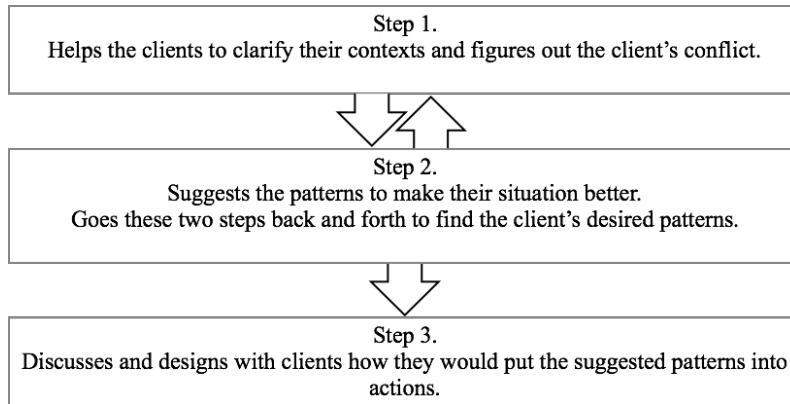 Step 1.
Helps the clients to clarify their contexts and figures out the client's conflict.
Step 2.
Suggests the patterns to make their situation better.
Goes these two steps back and forth to find the client's desired patterns.
Step 3.
Discusses and designs with clients how they would put the suggested patterns into
actions.